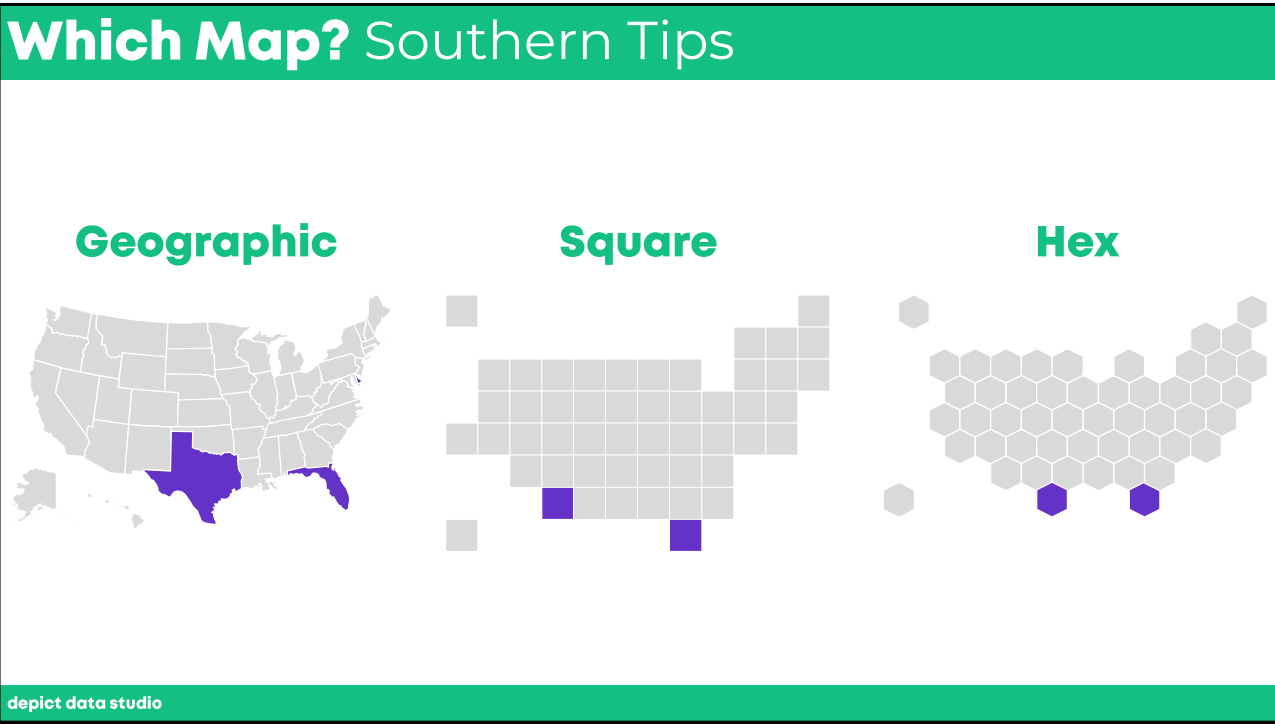 Which Map? Southern Tips
Geographic
Square
Hex
depict data studio